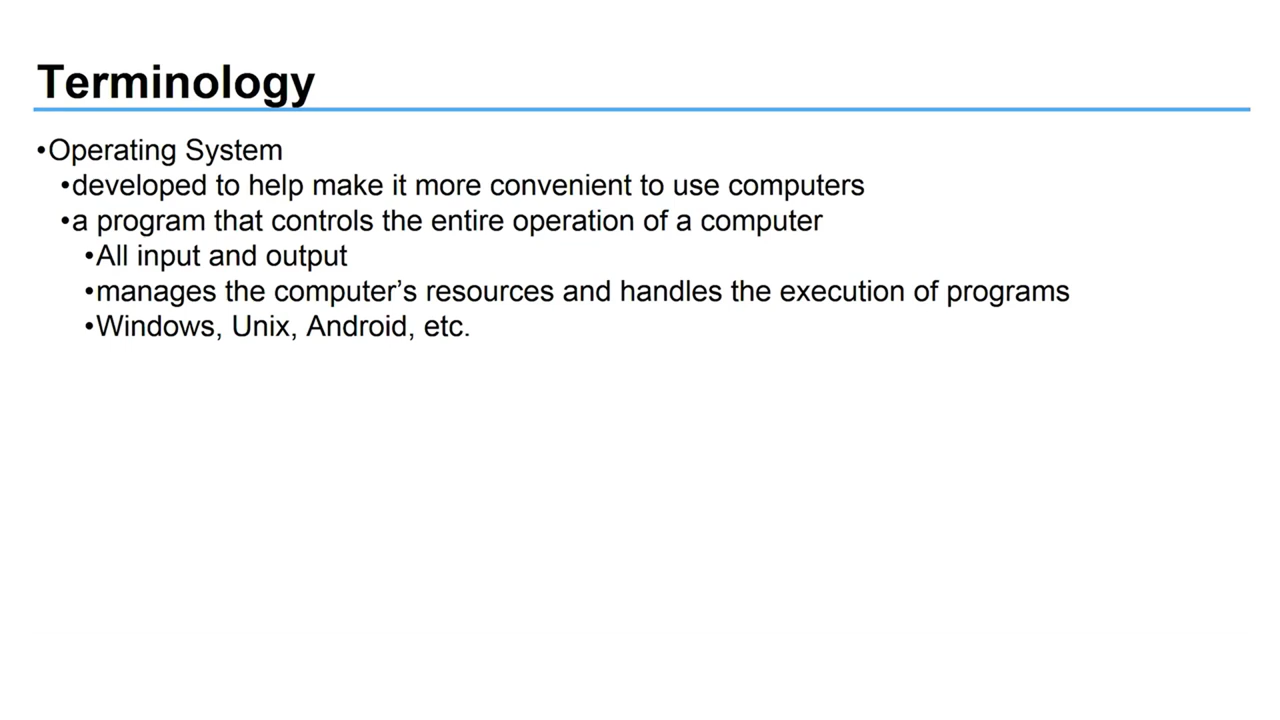 Terminology
•Operating System
•developed to help make it more convenient to use computers
•a program that controls the entire operation of a computer
•All input and output
•manages the computer’s resources and handles the execution of programs
•Windows, Unix, Android, etc.